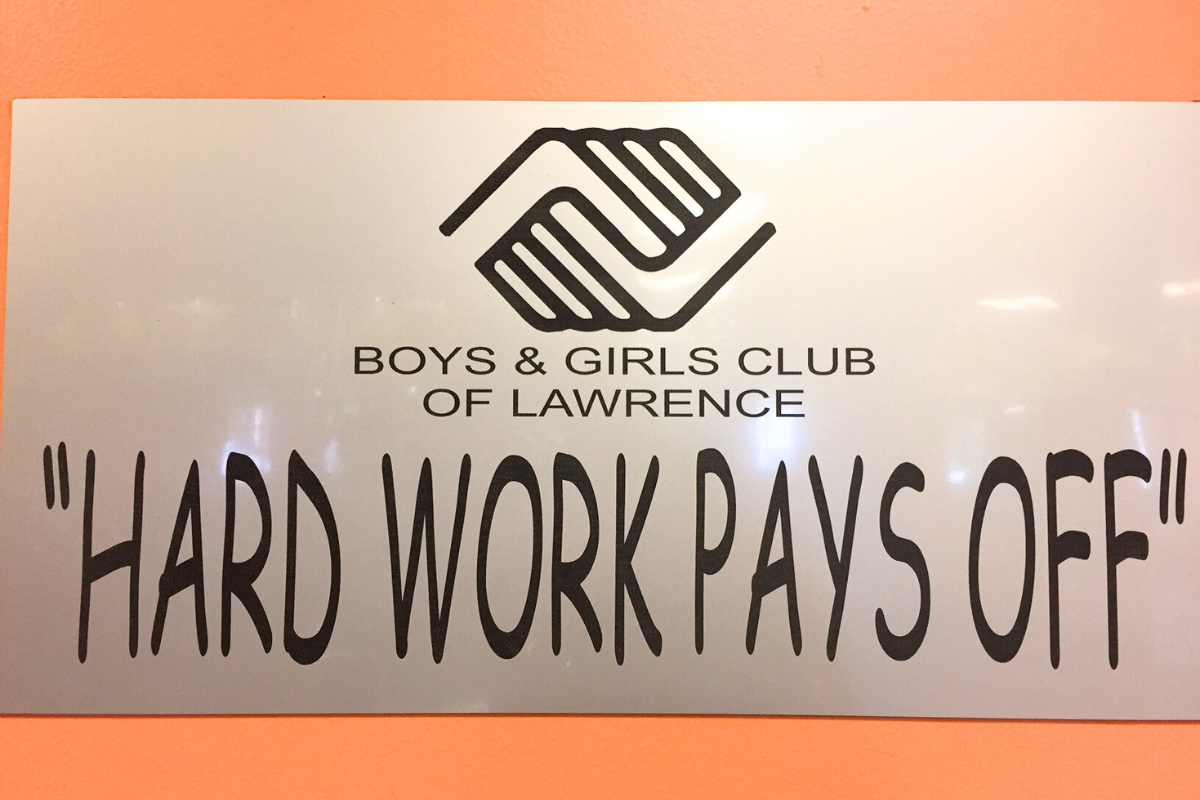 BOYS & GIRLS CLUB
OF LAWRENCE
"HARD WORK PAYS OFF"